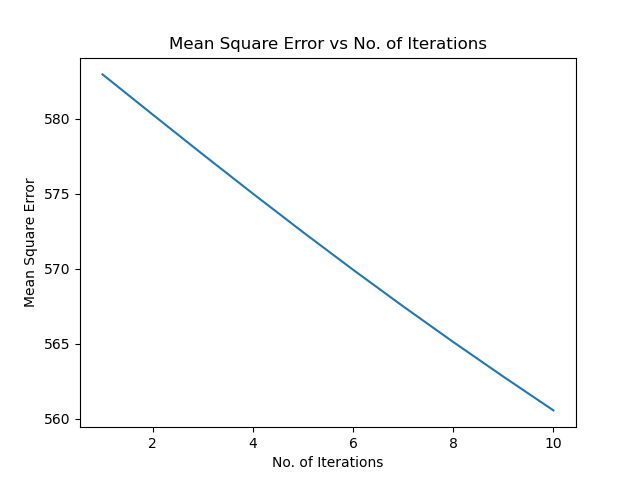 Mean Square Error vs No. of Iterations
Mean Square Error
580
575
570
565
560
2 4 6 8 10
No. of Iterations